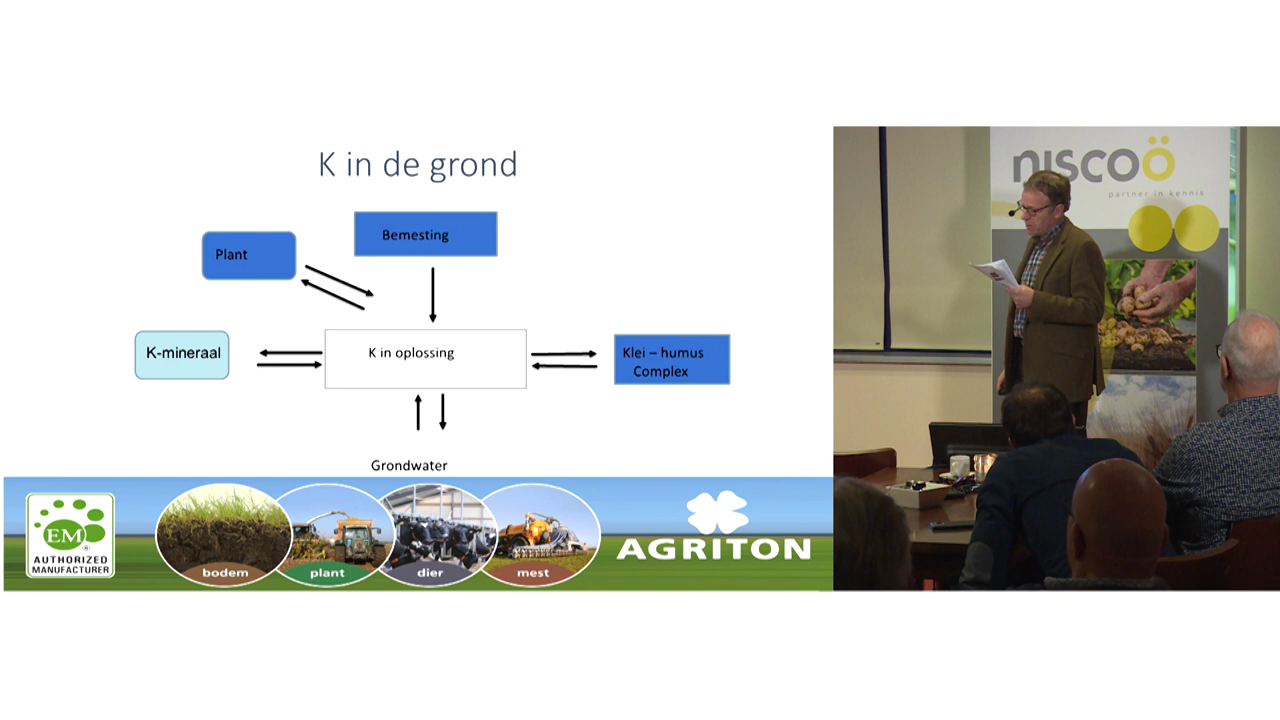 K in de grond
Bemesting
Plant
K-mineraal
K in oplossing
Klei – humus
Complex
Grondwater
EM
®
AUTHORIZED
MANUFACTURER
bodem
plant
dier
mest
AGRITON
niscoö
partner in kennis